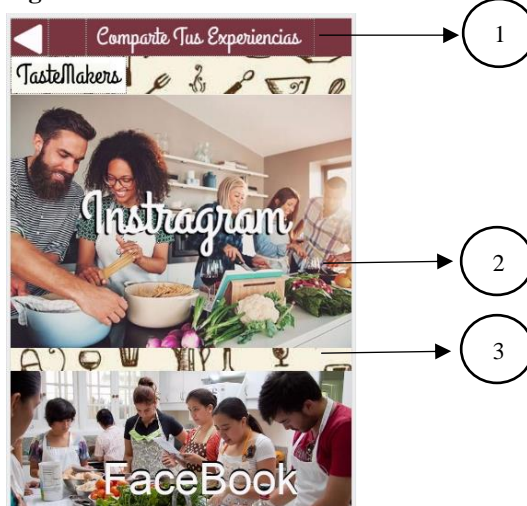 Comparte Tus Experiencias
1
TasteMakers
Instragram
2
3
FaceBook